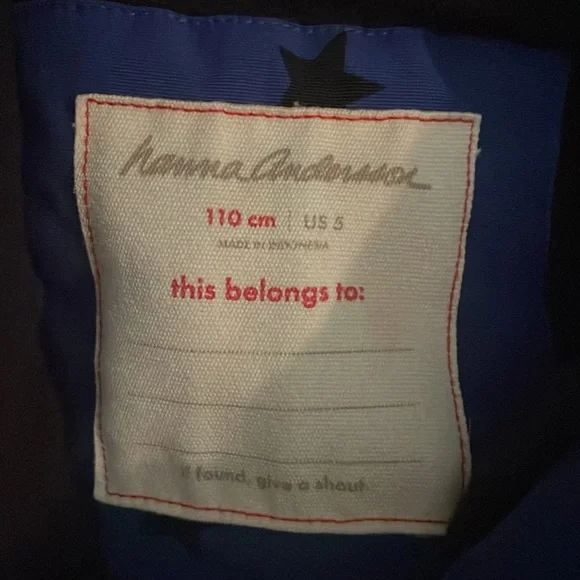 hanna andersson
110 cm | US 5
MADE IN INDONESIA
this belongs to:
if found, give a shout.